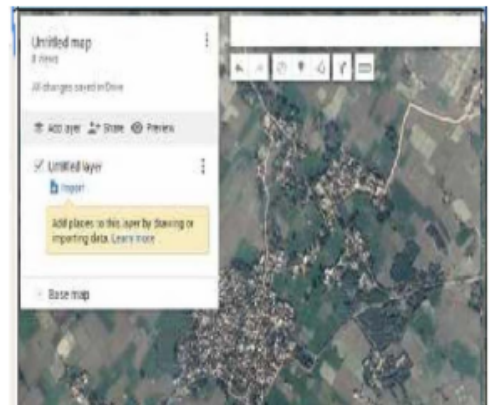 Untitled map
All changes saved in Drive
Add layer Share Preview
Untitled layer
Import
Add places to this layer by drawing or
importing data. Learn more
Base map